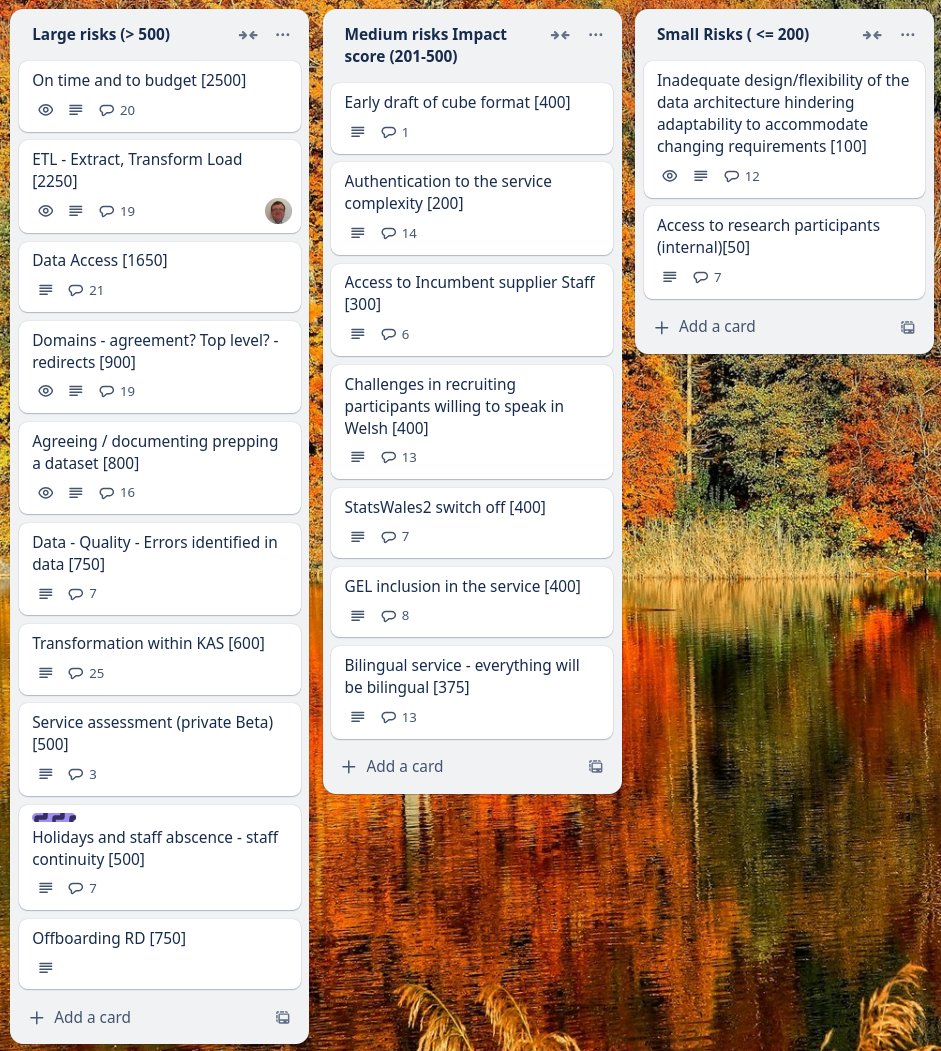 Large risks (> 500)
On time and to budget [2500]
20
ETL - Extract, Transform Load
[2250]
19
Data Access [1650]
21
Domains - agreement? Top level? -
redirects [900]
19
Agreeing / documenting prepping
a dataset [800]
16
Data - Quality - Errors identified in
data [750]
7
Transformation within KAS [600]
25
Service assessment (private Beta)
[500]
3
Holidays and staff abscence - staff
continuity [500]
7
Offboarding RD [750]
Add a card
Medium risks Impact
score (201-500)
Early draft of cube format [400]
1
Authentication to the service
complexity [200]
14
Access to Incumbent supplier Staff
[300]
6
Challenges in recruiting
participants willing to speak in
Welsh [400]
13
StatsWales2 switch off [400]
7
GEL inclusion in the service [400]
8
Bilingual service - everything will
be bilingual [375]
13
Add a card
Small Risks ( <= 200)
Inadequate design/flexibility of the
data architecture hindering
adaptability to accommodate
changing requirements [100]
12
Access to research participants
(internal)[50]
7
Add a card